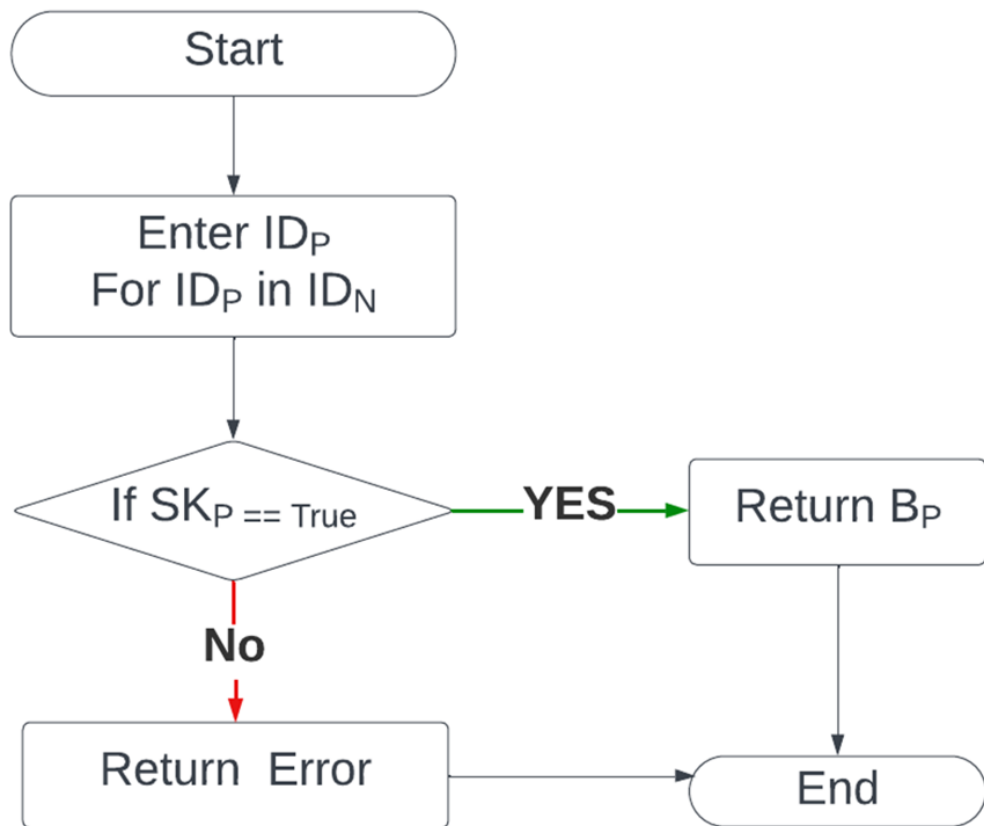 Start
Enter IDP
For IDP in IDN
If SKP == True
YES
Return BP
No
Return Error
End